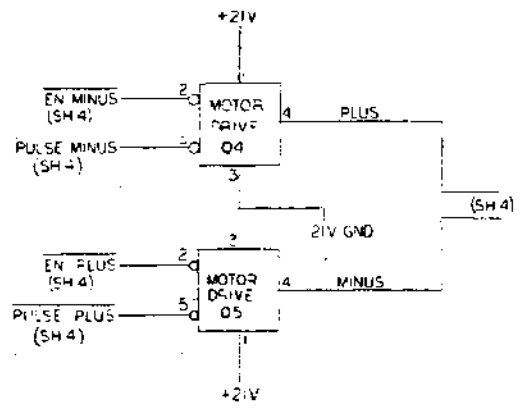 +21V
EN MINUS
(SH 4)
2
MOTOR
DRIVE
Q4
4
PLUS
PULSE MINUS
(SH 4)
3
(SH 4)
21V GND
3
EN PLUS
(SH 4)
2
MOTOR
DRIVE
Q5
4
MINUS
PULSE PLUS
(SH 4)
5
+21V